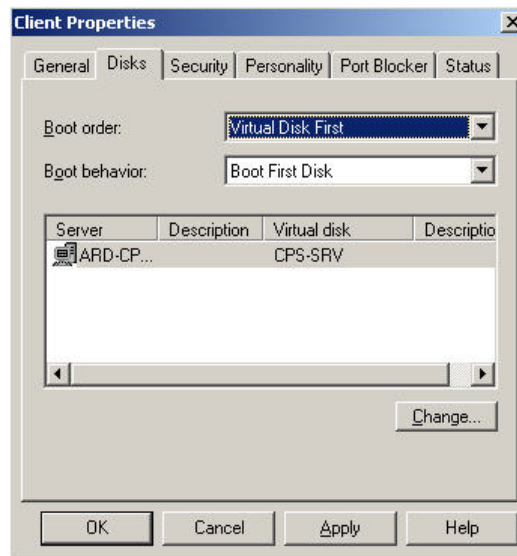 Client Properties
General Disks Security Personality Port Blocker Status
Boot order: Virtual Disk First
Boot behavior: Boot First Disk
Server Description Virtual disk Descriptio
ARD-CP... CPS-SRV
Change...
OK Cancel Apply Help